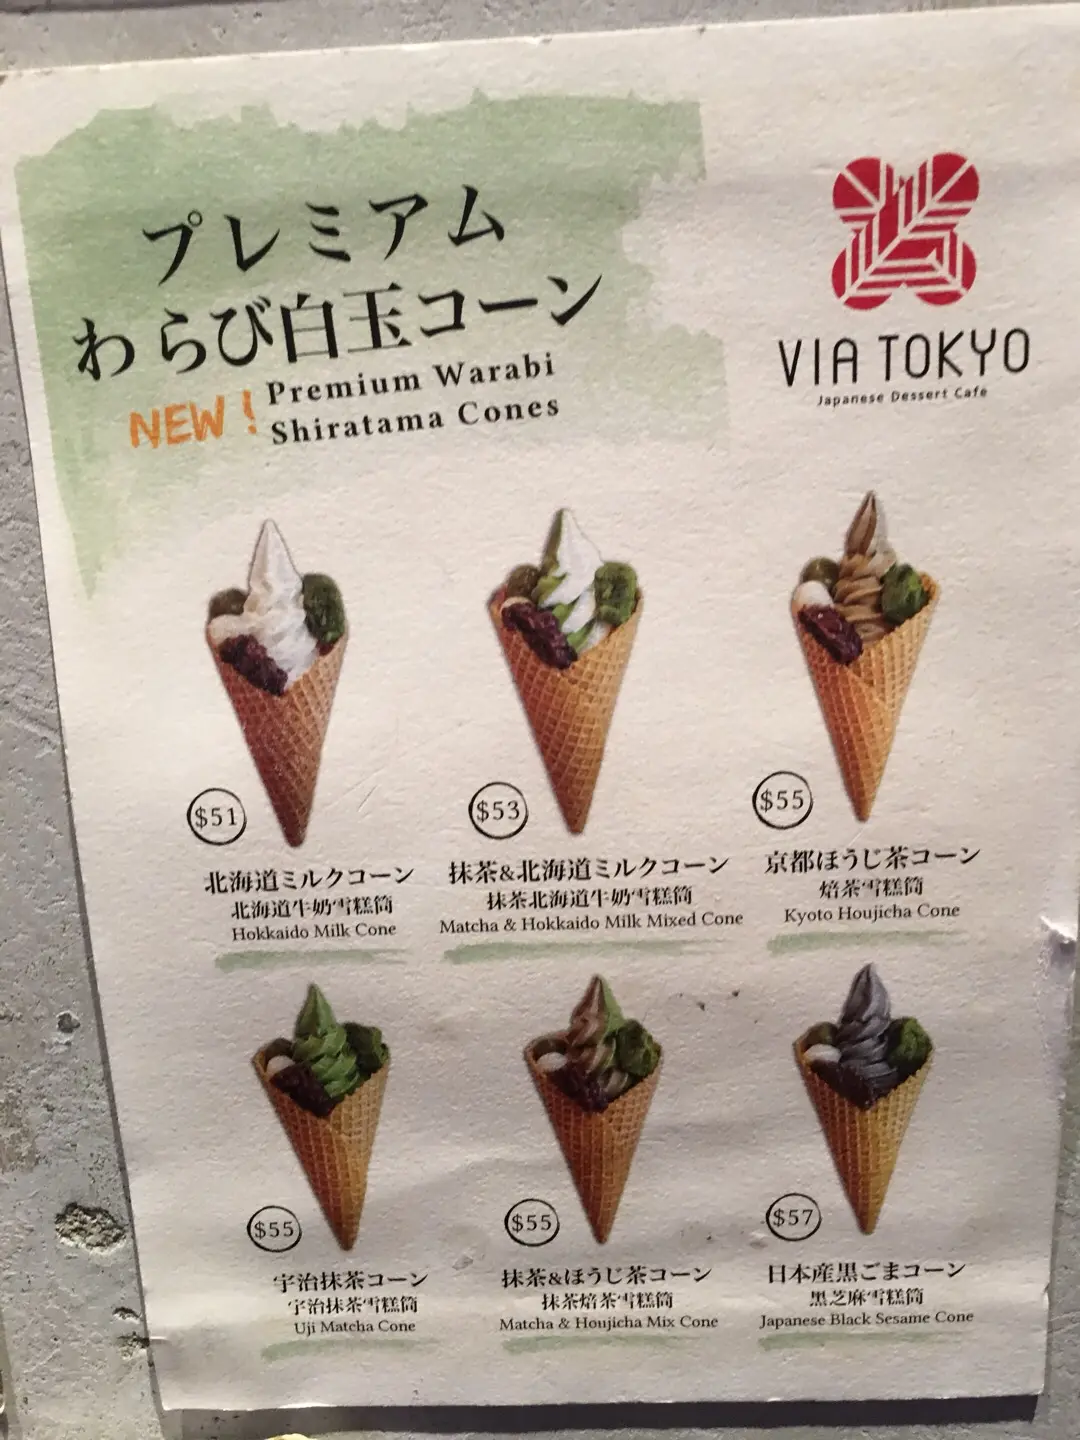 プレミアム
わらび白玉コーン
NEW!
Premium Warabi
Shiratama Cones
VIA TOKYO
Japanese Dessert Cafe
$51
北海道ミルクコーン
北海道牛奶雪糕筒
Hokkaido Milk Cone
$53
抹茶&北海道ミルクコーン
抹茶北海道牛奶雪糕筒
Matcha & Hokkaido Milk Mixed Cone
$55
京都ほうじ茶コーン
焙茶雪糕筒
Kyoto Houjicha Cone
$55
宇治抹茶コーン
宇治抹茶雪糕筒
Uji Matcha Cone
$55
抹茶&ほうじ茶コーン
抹茶焙茶雪糕筒
Matcha & Houjicha Mix Cone
$57
日本産黒ごまコーン
黑芝麻雪糕筒
Japanese Black Sesame Cone